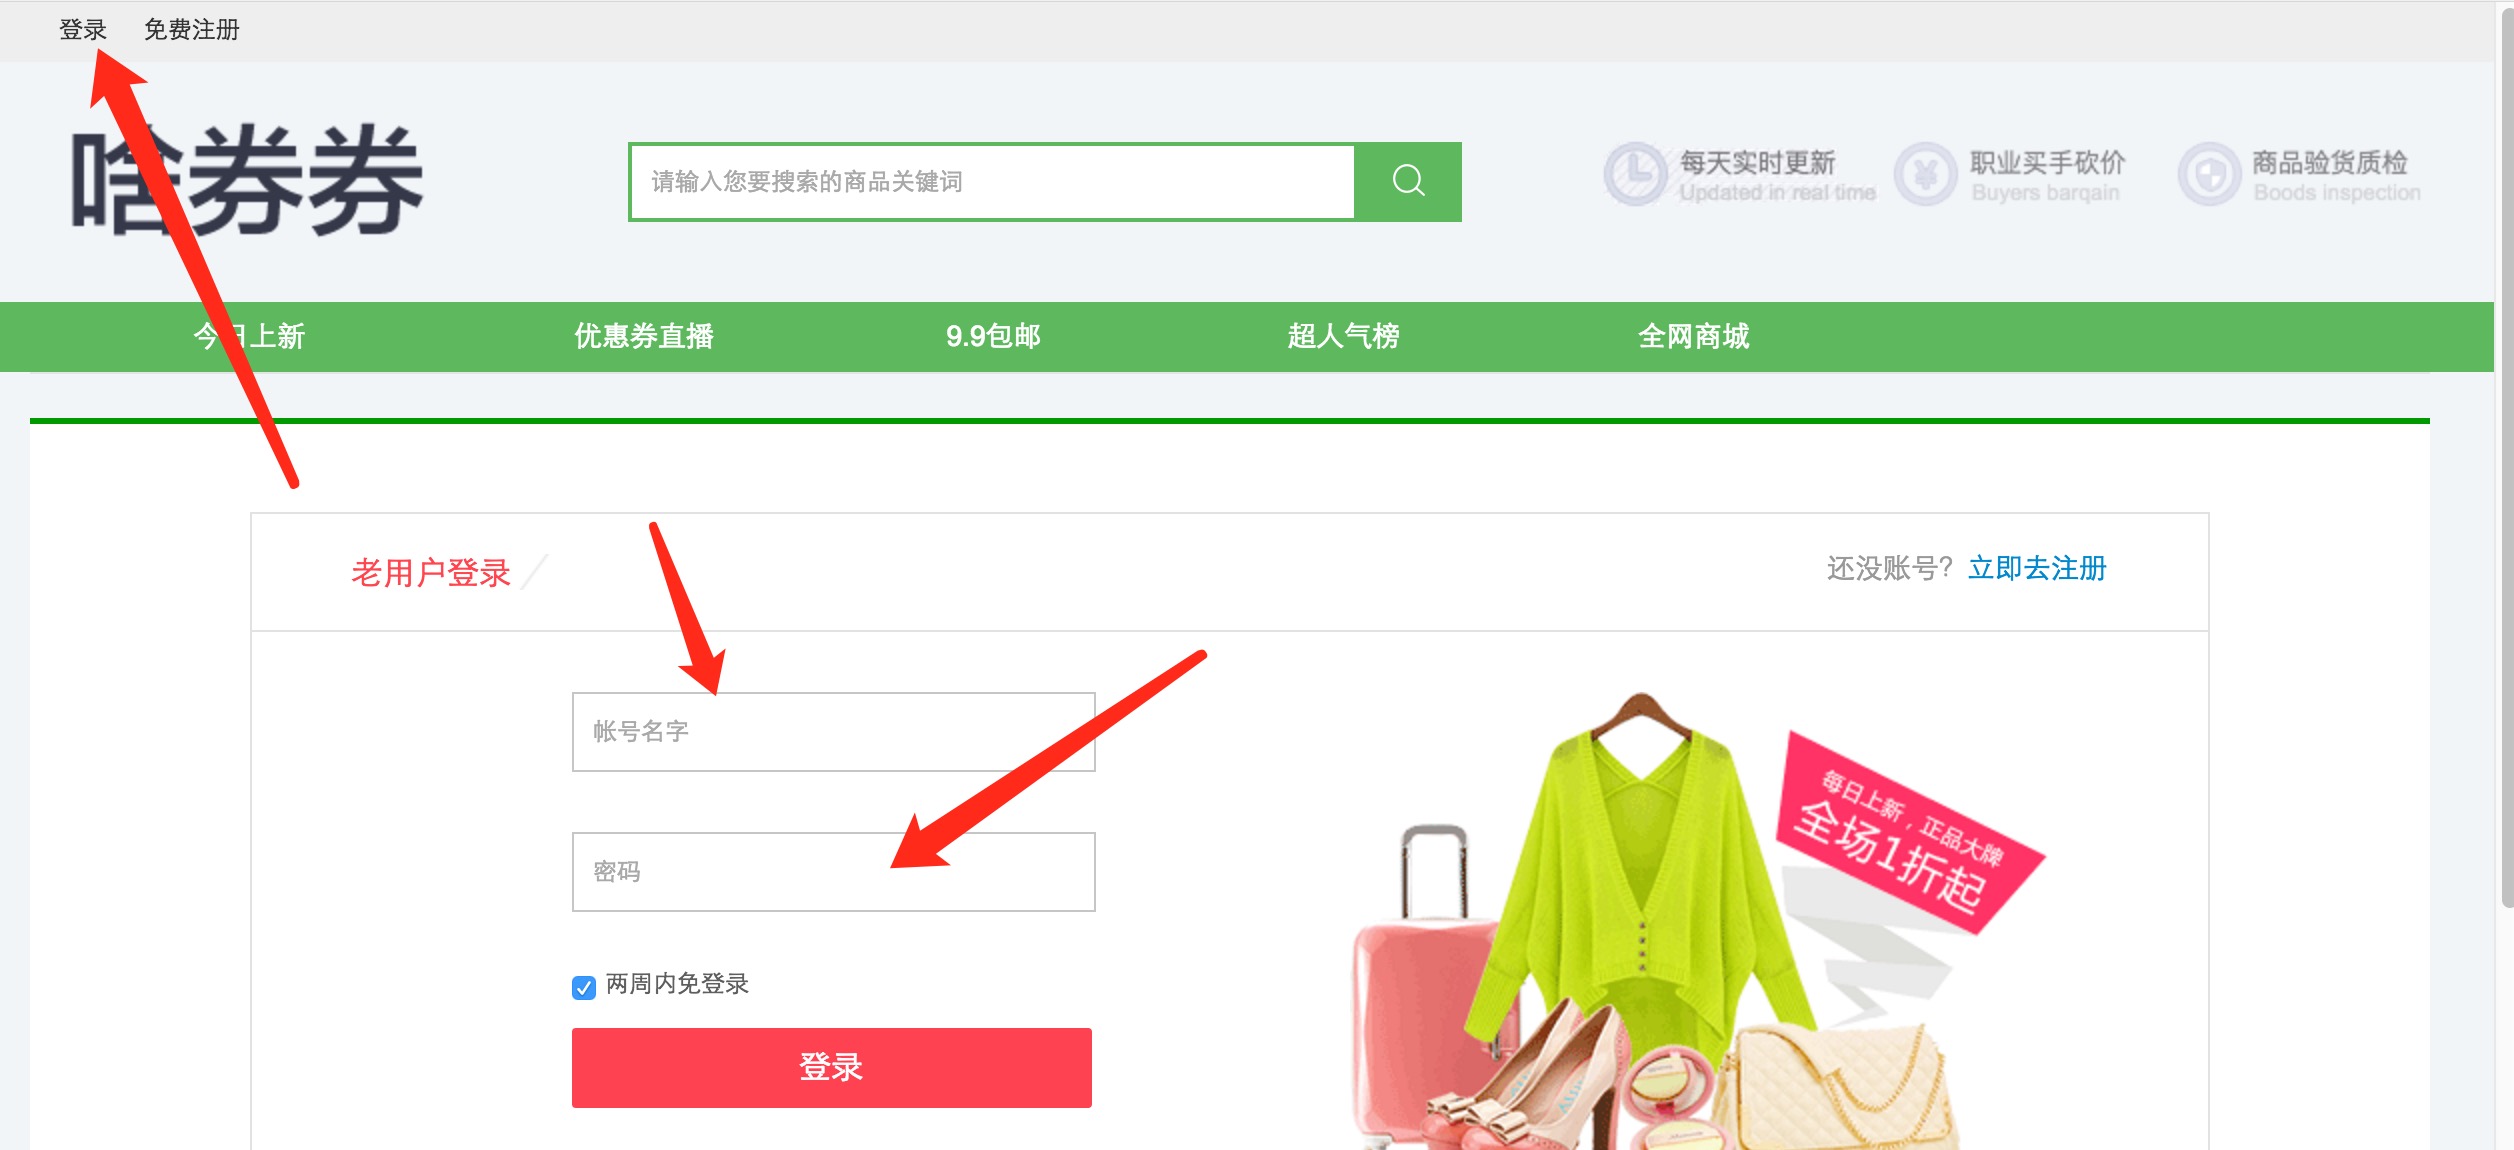 登录 免费注册
啥券券
请输入您要搜索的商品关键词
每天实时更新
Updated in real time
职业买手砍价
Buyers barqain
商品验货质检
Boods inspection
今日上新 优惠券直播 9.9包邮 超人气榜 全网商城
老用户登录
还没账号？立即去注册
帐号名字
密码
两周内免登录
登录
每日上新，正品大牌
全场1折起